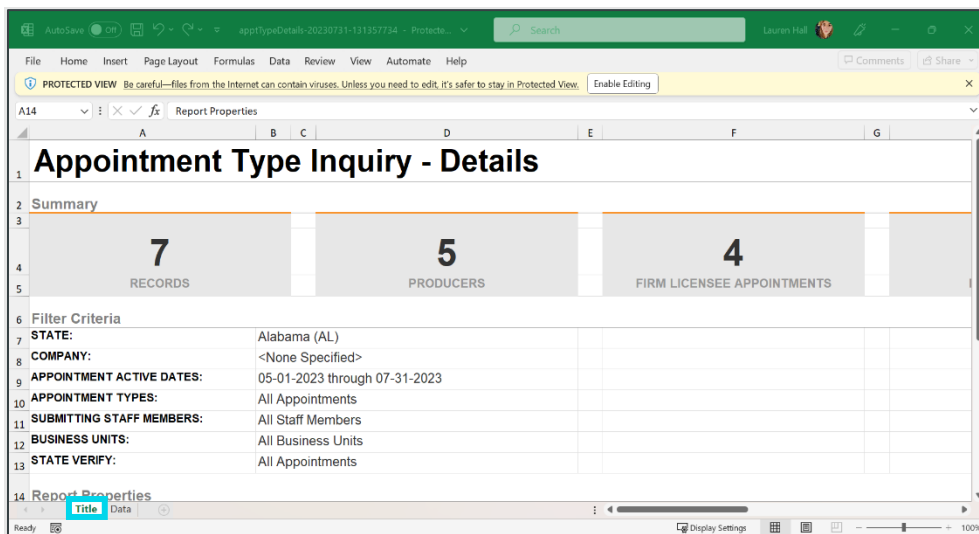 AutoSave Off apptTypeDetails-20230731-131357734 - Protecte... Search Lauren Hall
File Home Insert Page Layout Formulas Data Review View Automate Help Comments Share
PROTECTED VIEW Be careful—files from the Internet can contain viruses. Unless you need to edit, it's safer to stay in Protected View. Enable Editing
A14 fx Report Properties
A B C D E F G
1 Appointment Type Inquiry - Details
2 Summary
3
4 7 5 4
5 RECORDS PRODUCERS FIRM LICENSEE APPOINTMENTS
6 Filter Criteria
7 STATE: Alabama (AL)
8 COMPANY: <None Specified>
9 APPOINTMENT ACTIVE DATES: 05-01-2023 through 07-31-2023
10 APPOINTMENT TYPES: All Appointments
11 SUBMITTING STAFF MEMBERS: All Staff Members
12 BUSINESS UNITS: All Business Units
13 STATE VERIFY: All Appointments
14 Report Properties
Title Data
Ready Display Settings 100%